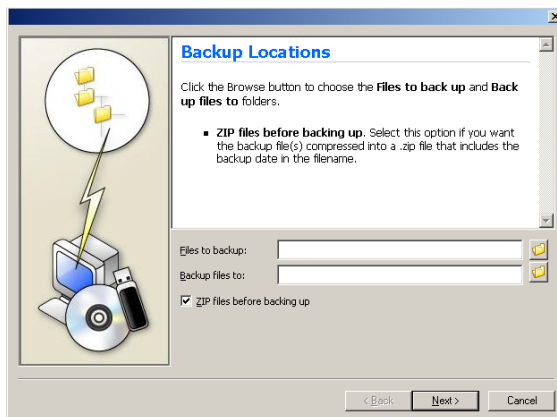 Backup Locations
Click the Browse button to choose the Files to back up and Back
up files to folders.
ZIP files before backing up. Select this option if you want
the backup file(s) compressed into a .zip file that includes the
backup date in the filename.
Files to backup:
Backup files to:
ZIP files before backing up
< Back Next > Cancel